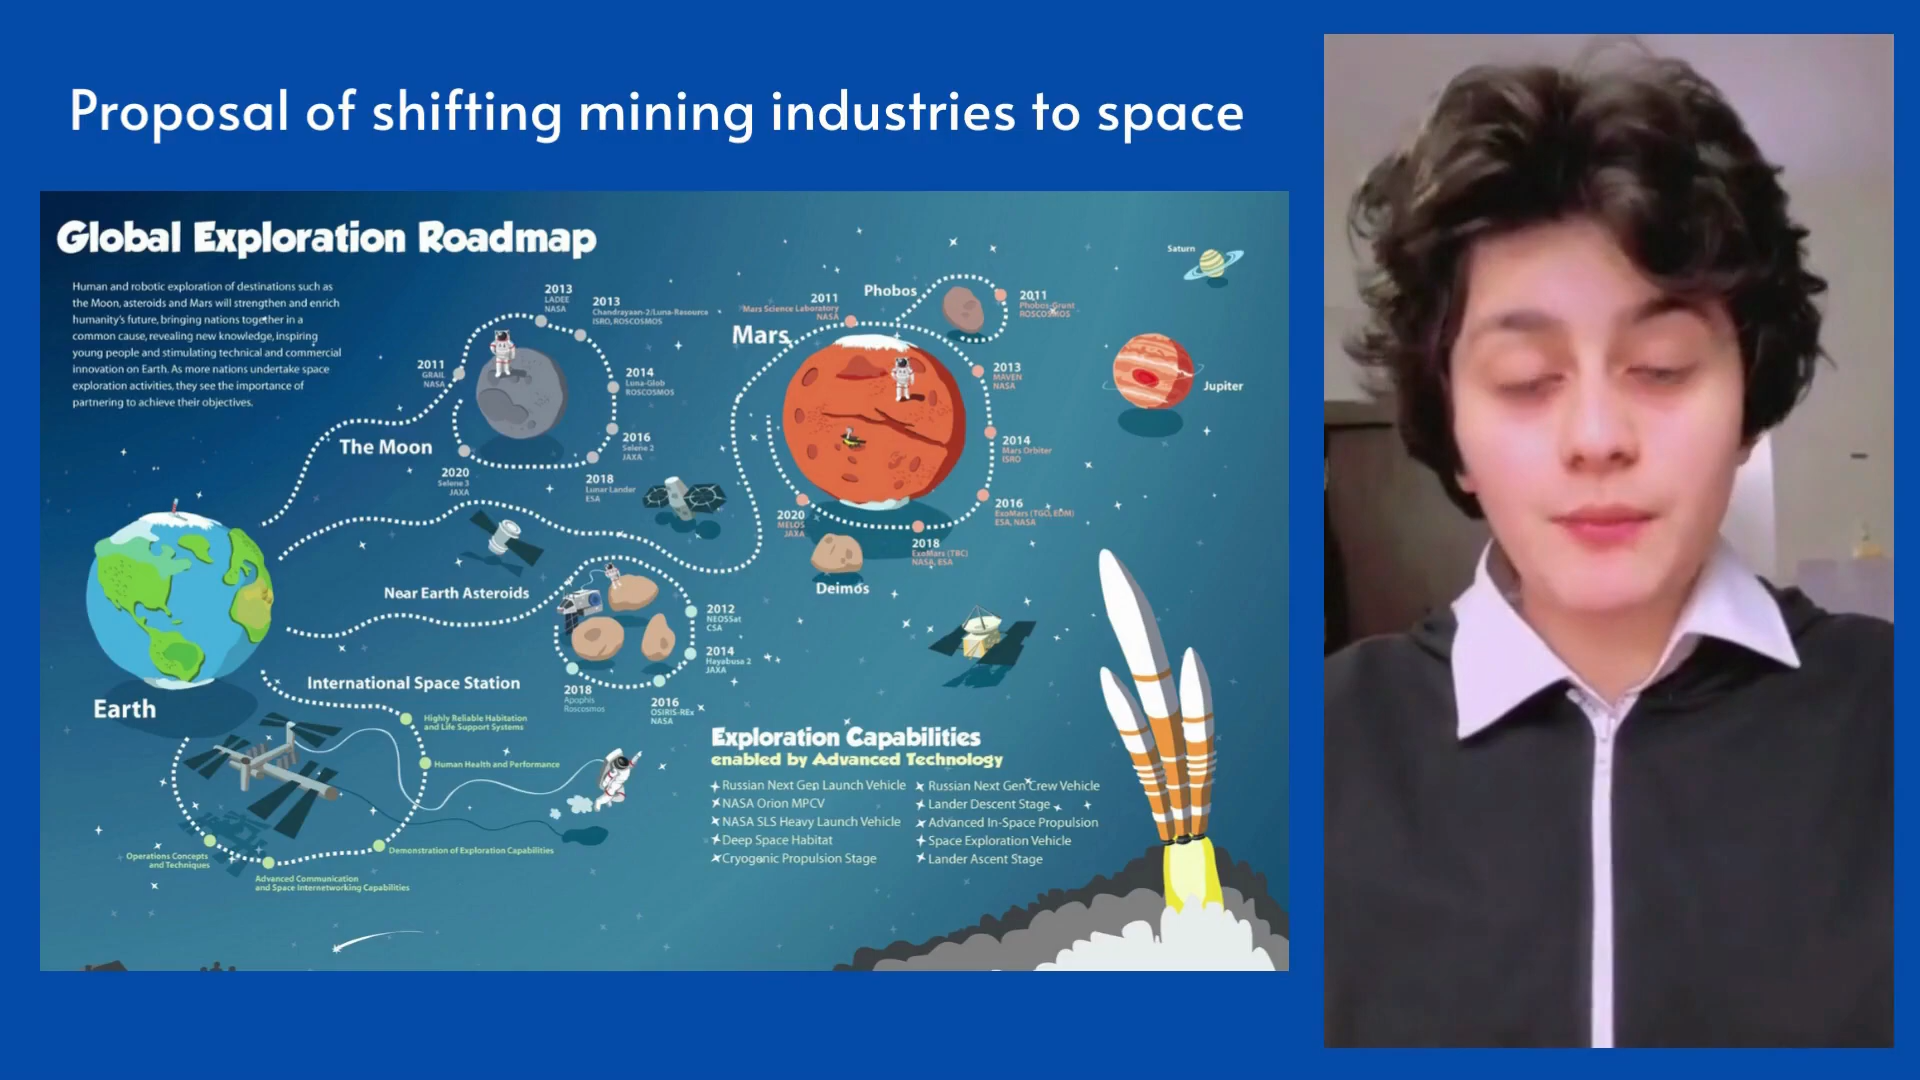 Proposal of shifting mining industries to space
Global Exploration Roadmap
Human and robotic exploration of destinations such as
the Moon, asteroids and Mars will strengthen and enrich
humanity's future, bringing nations together in a
common cause, revealing new knowledge, inspiring
young people and stimulating technical and commercial
innovation on Earth. As more nations undertake space
exploration activities, they see the importance of
partnering to achieve their objectives.
The Moon
2011
GRAIL
NASA
2013
LADEE
NASA
2013
Chandrayaan-2/Luna-Resource
ISRO, ROSCOSMOS
2014
Luna-Glob
ROSCOSMOS
2016
Selene 2
JAXA
2018
Lunar Lander
ESA
2020
Selene 3
JAXA
Mars
2011
Mars Science Laboratory
NASA
Phobos
2011
Phobos-Grunt
ROSCOSMOS
2013
MAVEN
NASA
2014
Mars Orbiter
ISRO
2016
ExoMars (TGO, EDM)
ESA, NASA
2018
ExoMars (TBC)
NASA, ESA
2020
MELOS
JAXA
Deimos
Saturn
Jupiter
Near Earth Asteroids
2012
NEOSSat
CSA
2014
Hayabusa 2
JAXA
2016
OSIRIS-REx
NASA
2018
Apophis
Roscosmos
Earth
International Space Station
Highly Reliable Habitation
and Life Support Systems
Human Health and Performance
Demonstration of Exploration Capabilities
Advanced Communication
and Space Internetworking Capabilities
Operations Concepts
and Techniques
Exploration Capabilities
enabled by Advanced Technology
Russian Next Gen Launch Vehicle
NASA Orion MPCV
NASA SLS Heavy Launch Vehicle
Deep Space Habitat
Cryogenic Propulsion Stage
Russian Next Gen Crew Vehicle
Lander Descent Stage
Advanced In-Space Propulsion
Space Exploration Vehicle
Lander Ascent Stage